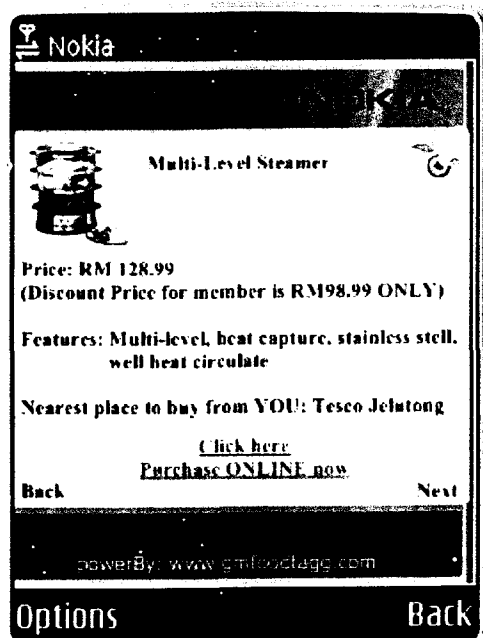 Nokia
Multi-Level Steamer
Price: RM 128.99
(Discount Price for member is RM98.99 ONLY)
Features: Multi-level, heat capture, stainless stell,
well heat circulate
Nearest place to buy from YOU: Tesco Jelutong
Click here
Purchase ONLINE now
Back
Next
powerBy: www
Options
Back